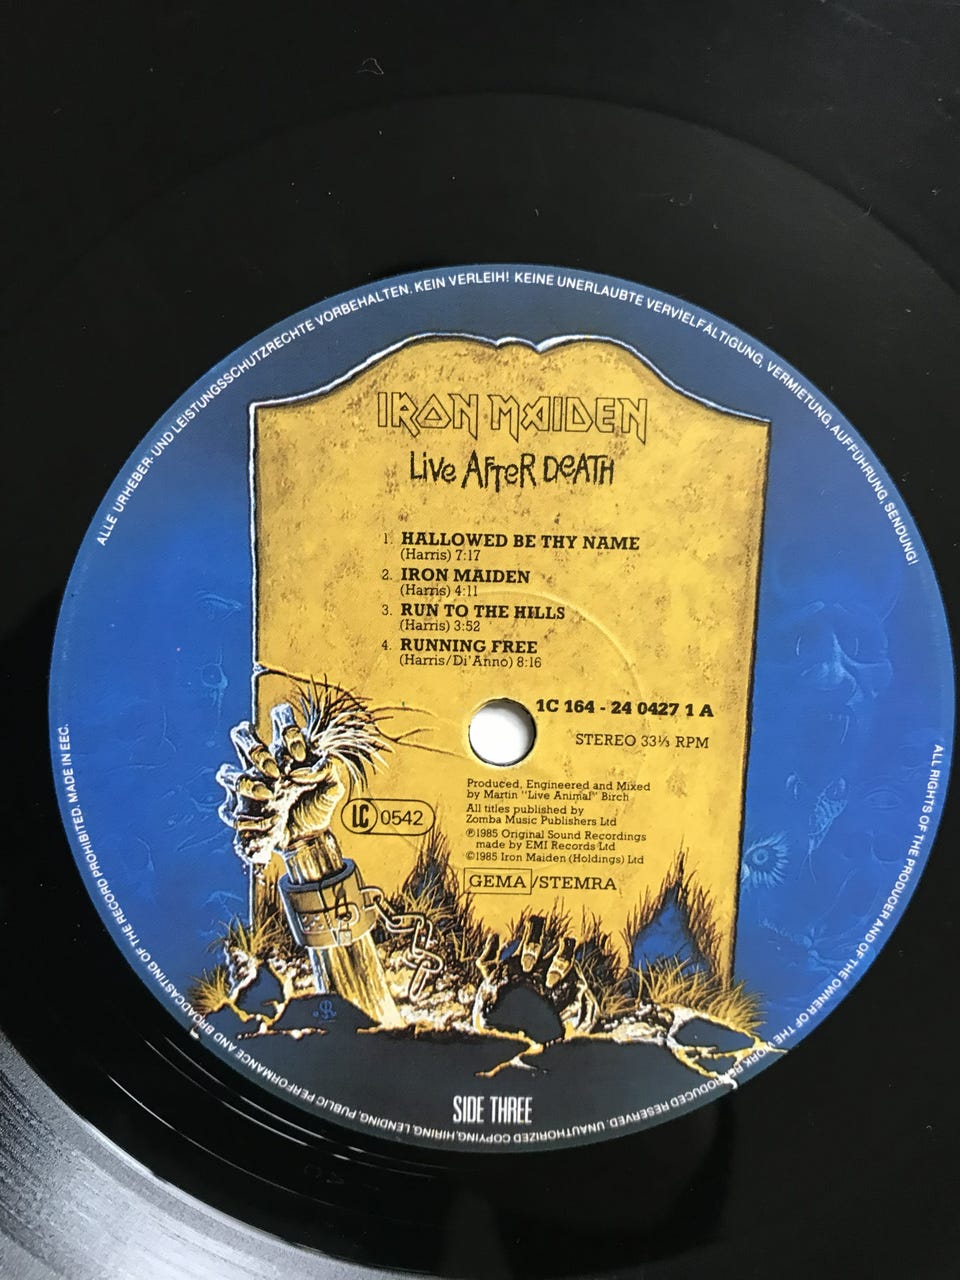 ALLE URHEBER- UND LEISTUNGSSCHUTZRECHTE VORBEHALTEN. KEIN VERLEIH! KEINE UNERLAUBTE VERVIELFÄLTIGUNG, VERMIETUNG, AUFFÜHRUNG, SENDUNG!
IRON MAIDEN
Live AfteR DeATH
1. HALLOWED BE THY NAME
(Harris) 7:17
2. IRON MAIDEN
(Harris) 4:11
3. RUN TO THE HILLS
(Harris) 3:52
4. RUNNING FREE
(Harris/Di'Anno) 8:16
1C 164 - 24 0427 1 A
STEREO 33⅓ RPM
Produced, Engineered and Mixed
by Martin "Live Animal" Birch
All titles published by
Zomba Music Publishers Ltd
℗1985 Original Sound Recordings
made by EMI Records Ltd
©1985 Iron Maiden (Holdings) Ltd
LC 0542
GEMA/STEMRA
SIDE THREE
ALL RIGHTS OF THE PRODUCER AND OF THE OWNER OF THE WORK REPRODUCED RESERVED. UNAUTHORIZED COPYING, HIRING, LENDING, PUBLIC PERFORMANCE AND BROADCASTING OF THE RECORD PROHIBITED. MADE IN EEC.